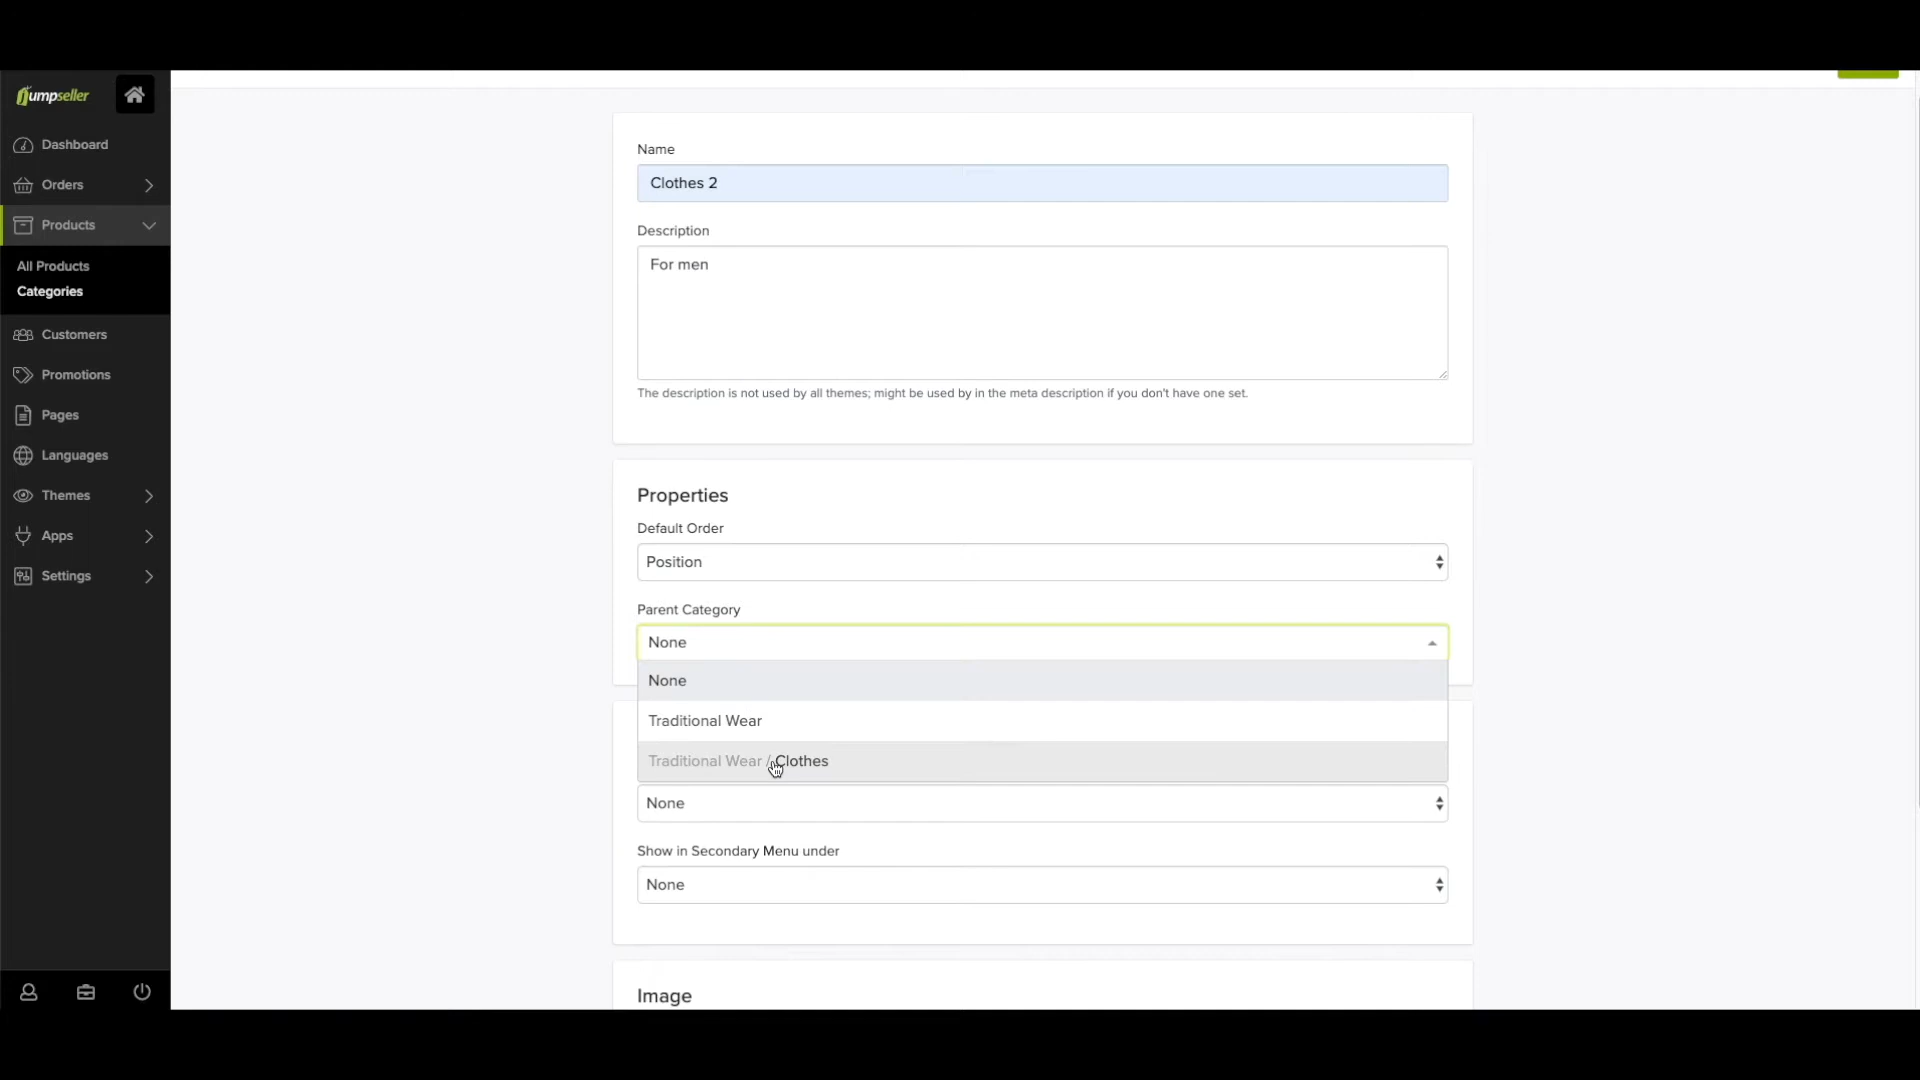 Jumpseller
Dashboard
Orders
Products
All Products
Categories
Customers
Promotions
Pages
Languages
Themes
Apps
Settings
Name
Clothes 2
Description
For men
The description is not used by all themes; might be used by in the meta description if you don't have one set.
Properties
Default Order
Position
Parent Category
None
None
Traditional Wear
Traditional Wear / Clothes
None
Show in Secondary Menu under
None
Image